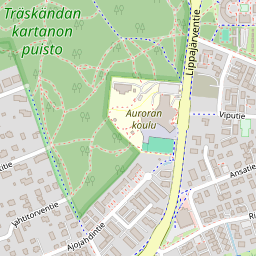 Träskändan
kartanon
puisto
Lippajärventie
Auroran
koulu
Viputie
Ansatie
Jahtitorventie
Ajojahdintie